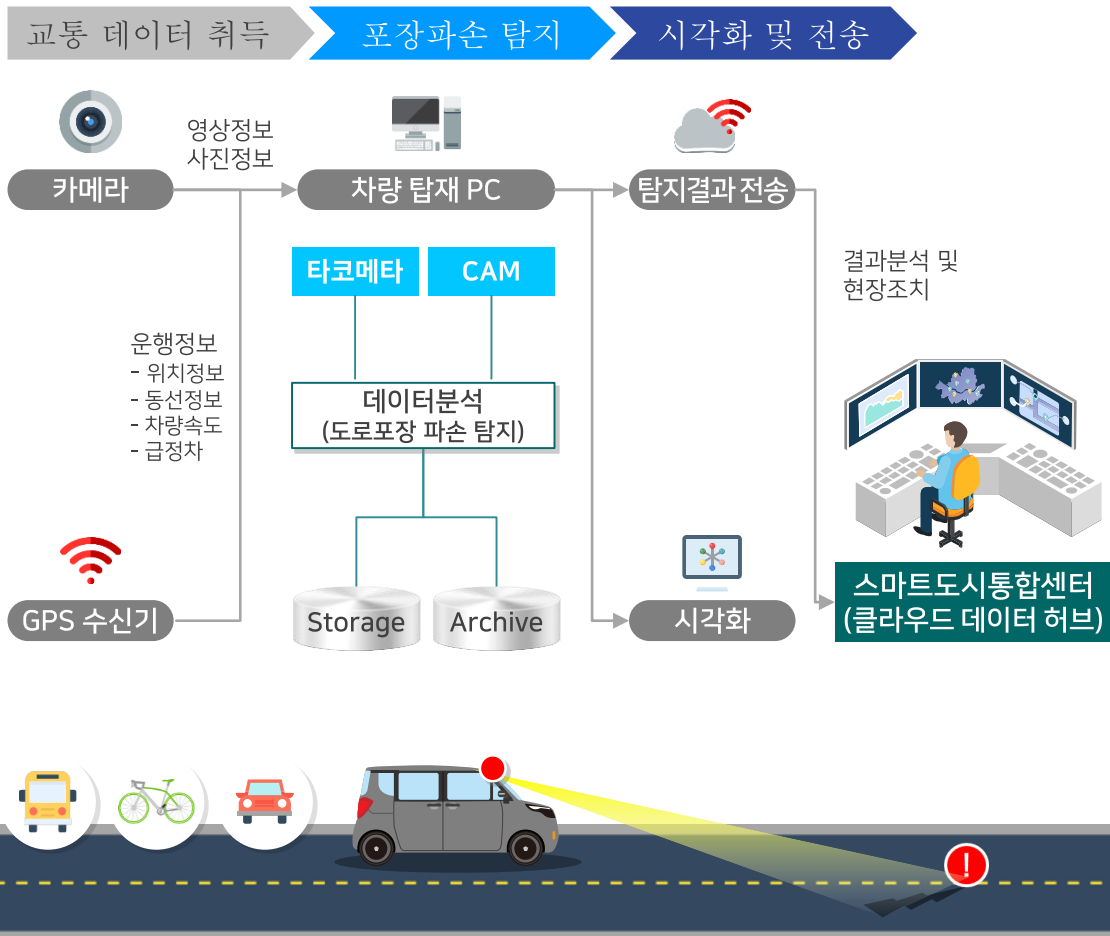 교통 데이터 취득
포장파손 탐지
시각화 및 전송
영상정보
사진정보
카메라
차량 탑재 PC
탐지결과 전송
타코메타
CAM
결과분석 및
현장조치
운행정보
- 위치정보
- 동선정보
- 차량속도
- 급정차
데이터분석
(도로포장 파손 탐지)
GPS 수신기
Storage
Archive
시각화
스마트도시통합센터
(클라우드 데이터 허브)
!